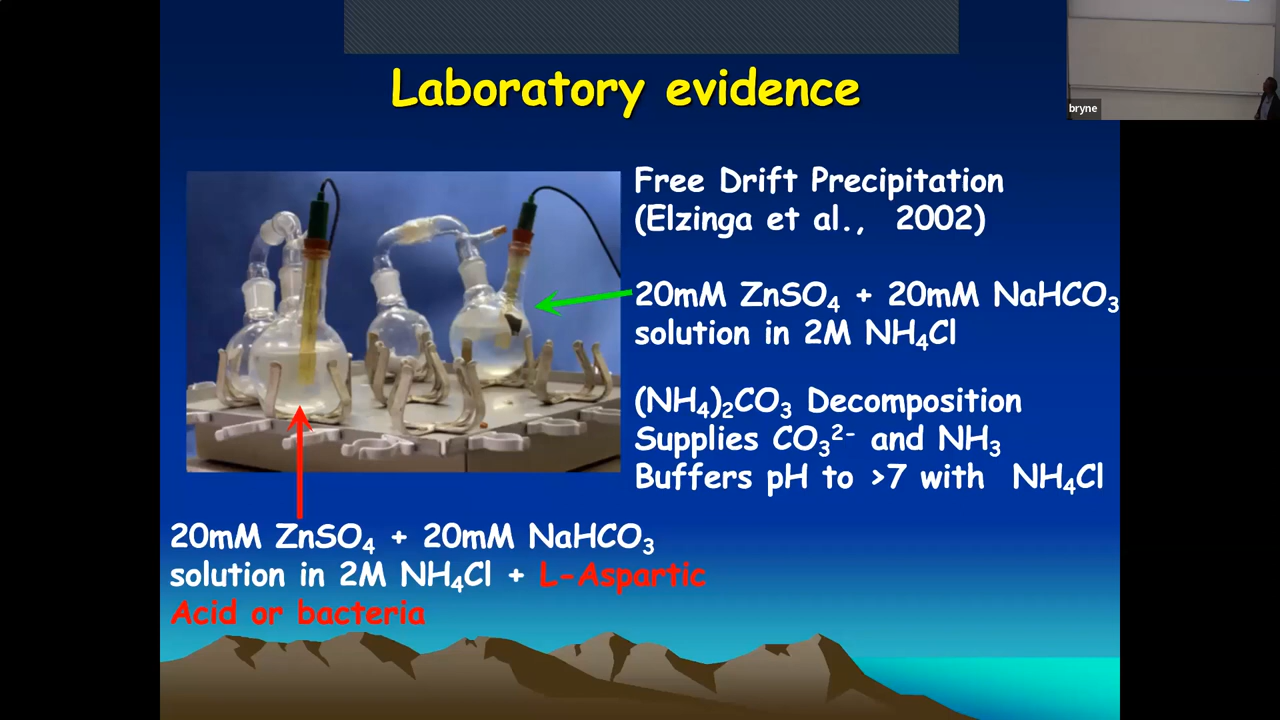 bryne
Laboratory evidence
Free Drift Precipitation
(Elzinga et al., 2002)
20mM ZnSO₄ + 20mM NaHCO₃
solution in 2M NH₄Cl
(NH₄)₂CO₃ Decomposition
Supplies CO₃²⁻ and NH₃
Buffers pH to >7 with NH₄Cl
20mM ZnSO₄ + 20mM NaHCO₃
solution in 2M NH₄Cl + L-Aspartic
Acid or bacteria